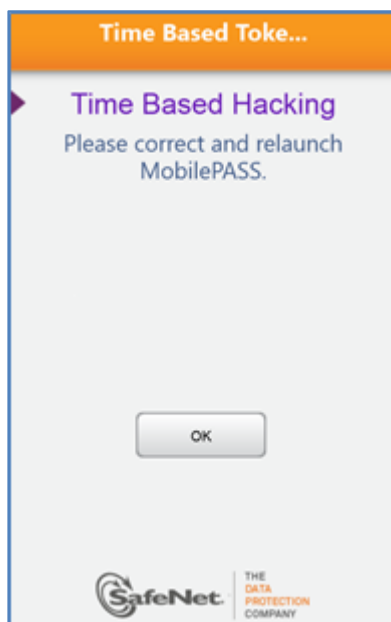 Time Based Toke...
Time Based Hacking
Please correct and relaunch
MobilePASS.
OK
SafeNet.
THE
DATA
PROTECTION
COMPANY